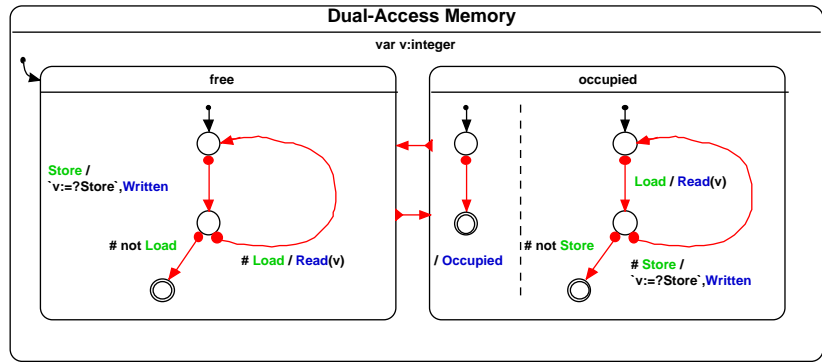 Dual-Access Memory
var v:integer
free
Store /
`v:=?Store`,Written
# not Load
# Load / Read(v)
occupied
/ Occupied
Load / Read(v)
# not Store
# Store /
`v:=?Store`,Written